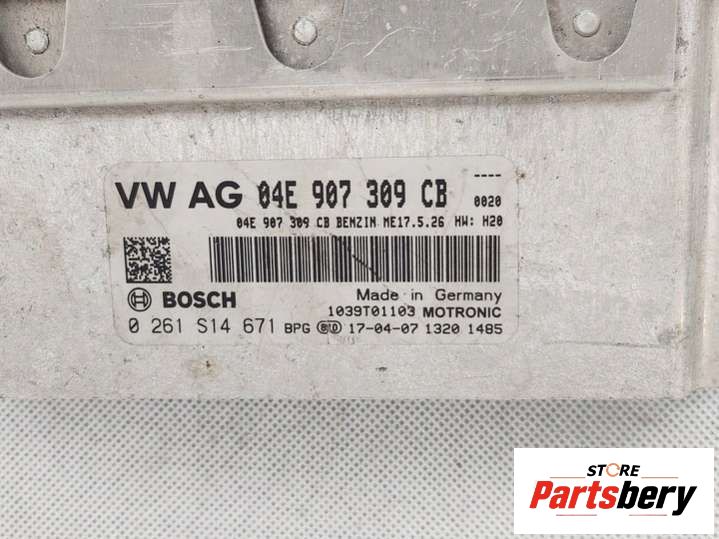 ----
VW AG 04E 907 309 CB 0020
04E 907 309 CB BENZIN ME17.5.26 HW: H20
BOSCH
Made in Germany
1039T01103 MOTRONIC
0 261 S14 671 BPG 17-04-07 1320 1485
STORE
Partsbery